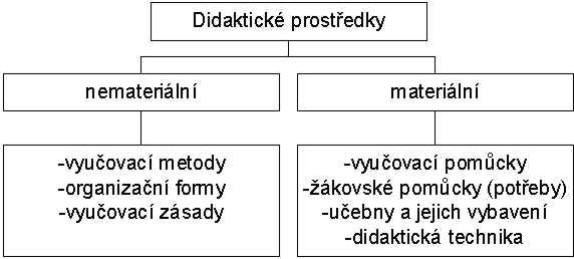 Didaktické prostředky
nemateriální
materiální
-vyučovací metody
-organizační formy
-vyučovací zásady
-vyučovací pomůcky
-žákovské pomůcky (potřeby)
-učebny a jejich vybavení
-didaktická technika